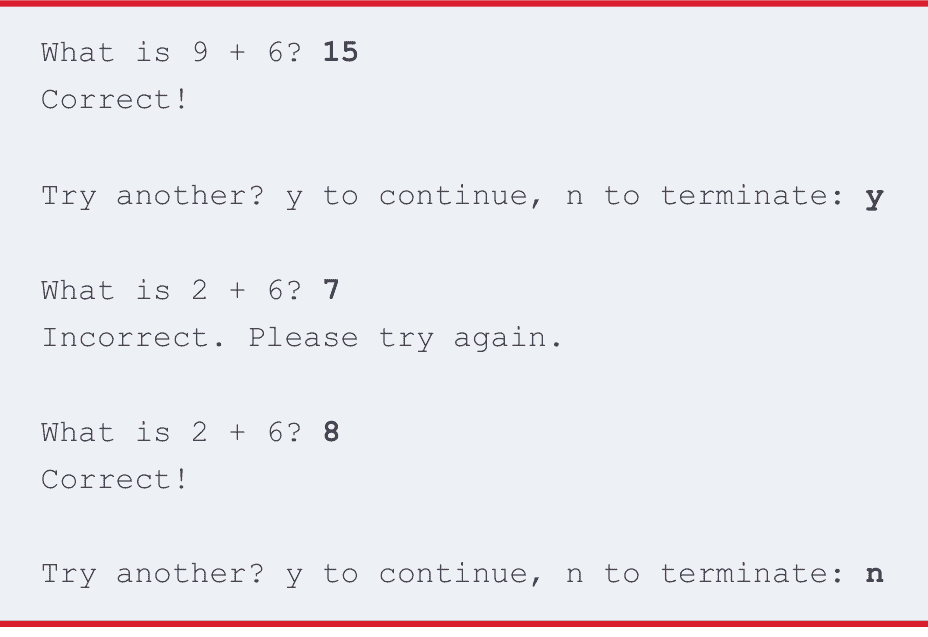 What is 9 + 6? 15
Correct!
Try another? y to continue, n to terminate: y
What is 2 + 6? 7
Incorrect. Please try again.
What is 2 + 6? 8
Correct!
Try another? y to continue, n to terminate: n